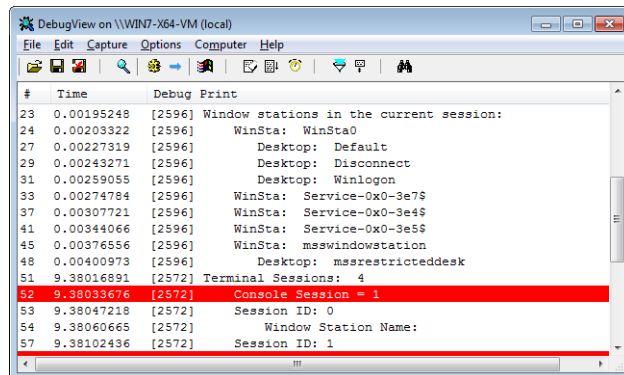 DebugView on \\WIN7-X64-VM (local)
File Edit Capture Options Computer Help
# Time Debug Print
23 0.00195248 [2596] Window stations in the current session:
24 0.00203322 [2596] WinSta: WinSta0
27 0.00227319 [2596] Desktop: Default
29 0.00243271 [2596] Desktop: Disconnect
31 0.00259055 [2596] Desktop: Winlogon
33 0.00274784 [2596] WinSta: Service-0x0-3e7$
37 0.00307721 [2596] WinSta: Service-0x0-3e4$
41 0.00344066 [2596] WinSta: Service-0x0-3e5$
45 0.00376556 [2596] WinSta: msswindowstation
48 0.00400973 [2596] Desktop: mssrestricteddesk
51 9.38016891 [2572] Terminal Sessions: 4
52 9.38033676 [2572] Console Session = 1
53 9.38047218 [2572] Session ID: 0
54 9.38060665 [2572] Window Station Name:
57 9.38102436 [2572] Session ID: 1